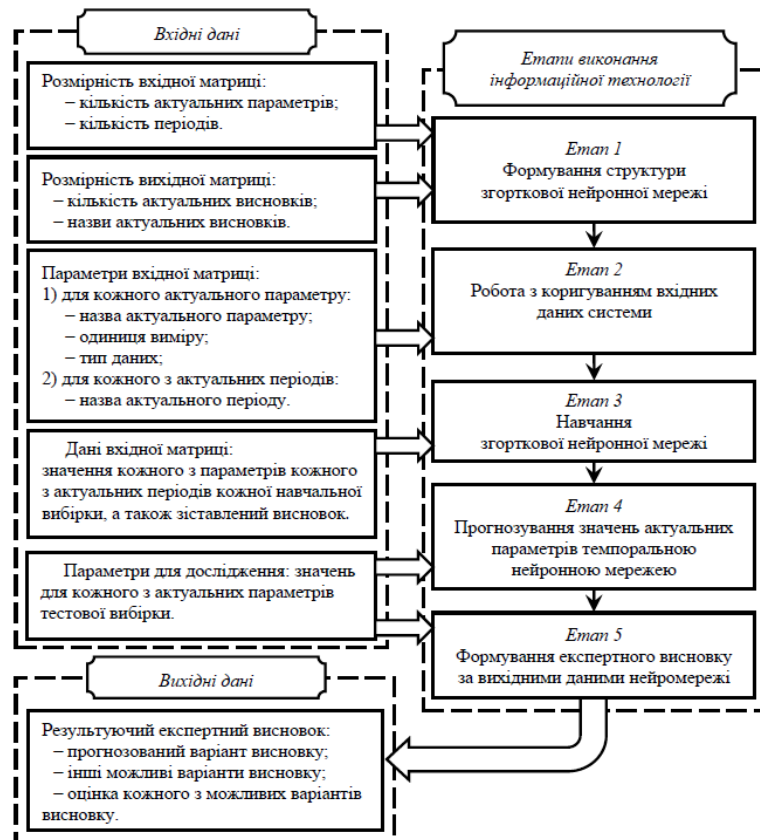 Вхідні дані
Розмірність вхідної матриці:
– кількість актуальних параметрів;
– кількість періодів.
Розмірність вихідної матриці:
– кількість актуальних висновків;
– назви актуальних висновків.
Параметри вхідної матриці:
1) для кожного актуального параметру:
– назва актуального параметру;
– одиниця виміру;
– тип даних;
2) для кожного з актуальних періодів:
– назва актуального періоду.
Дані вхідної матриці:
значення кожного з параметрів кожного
з актуальних періодів кожної навчальної
вибірки, а також зіставлений висновок.
Параметри для дослідження: значень
для кожного з актуальних параметрів
тестової вибірки.
Етапи виконання
інформаційної технології
Етап 1
Формування структури
згорткової нейронної мережі
Етап 2
Робота з коригуванням вхідних
даних системи
Етап 3
Навчання
згорткової нейронної мережі
Етап 4
Прогнозування значень актуальних
параметрів темпоральною
нейронною мережею
Етап 5
Формування експертного висновку
за вихідними даними нейромережі
Вихідні дані
Результуючий експертний висновок:
– прогнозований варіант висновку;
– інші можливі варіанти висновку;
– оцінка кожного з можливих варіантів
висновку.